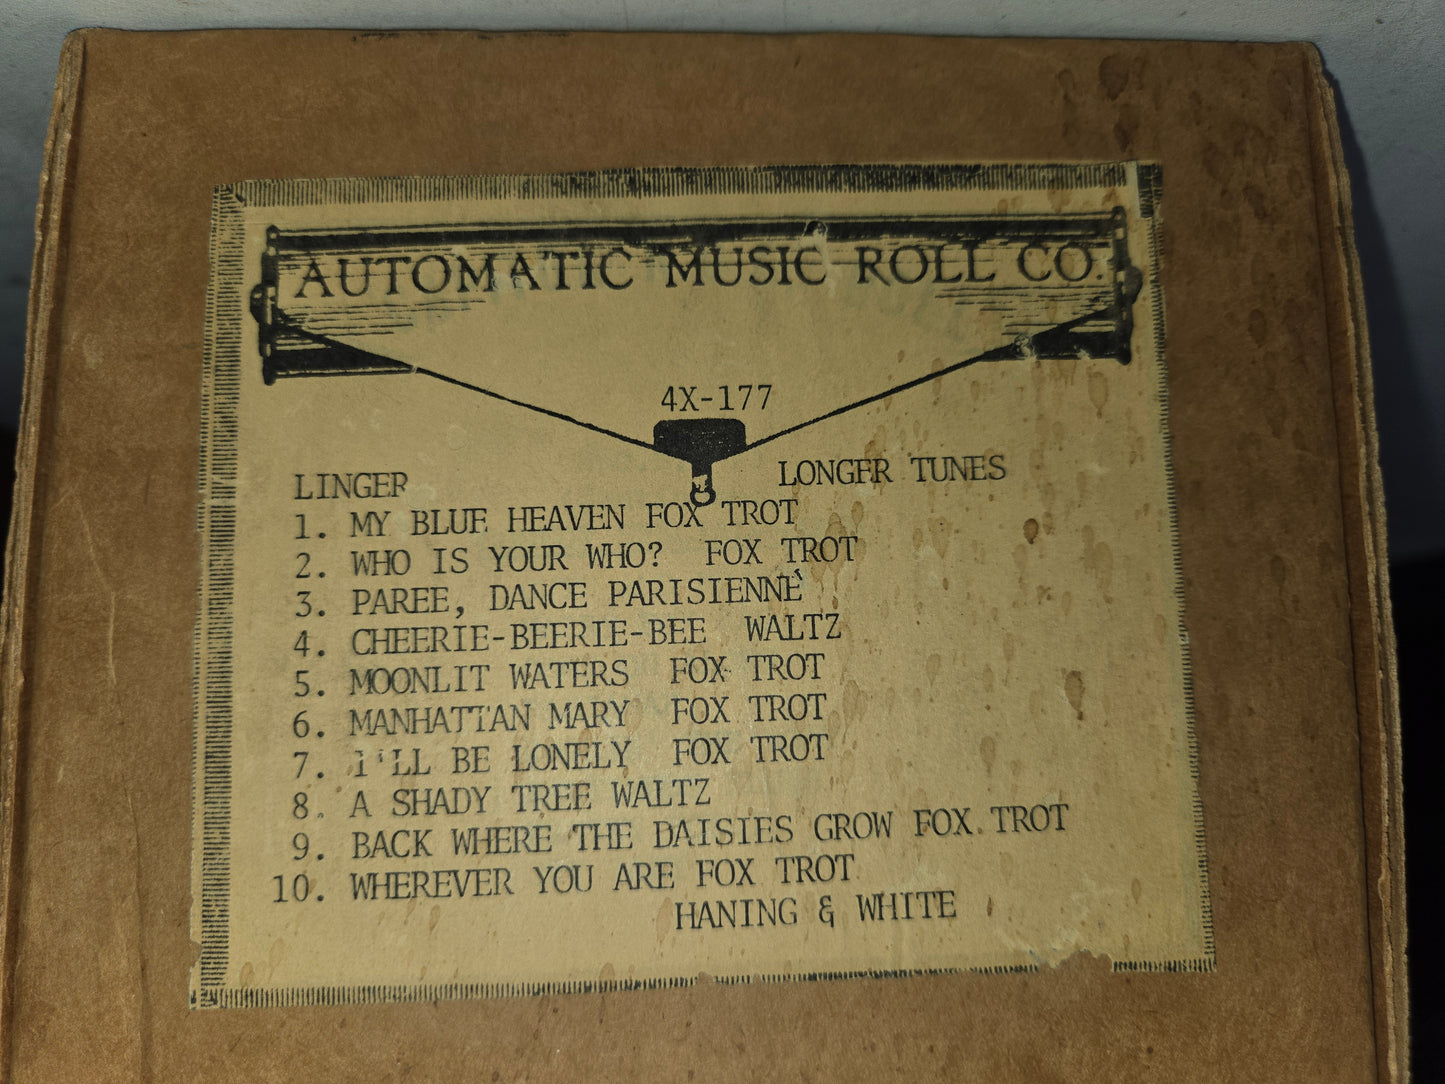 AUTOMATIC MUSIC ROLL CO.
4X-177
LINGER LONGER TUNES
1. MY BLUE HEAVEN FOX TROT
2. WHO IS YOUR WHO? FOX TROT
3. PAREE, DANCE PARISIENNÈ
4. CHEERIE-BEERIE-BEE WALTZ
5. MOONLIT WATERS FOX TROT
6. MANHATTAN MARY FOX TROT
7. I'LL BE LONELY FOX TROT
8. A SHADY TREE WALTZ
9. BACK WHERE THE DAISIES GROW FOX TROT
10. WHEREVER YOU ARE FOX TROT
HANING & WHITE